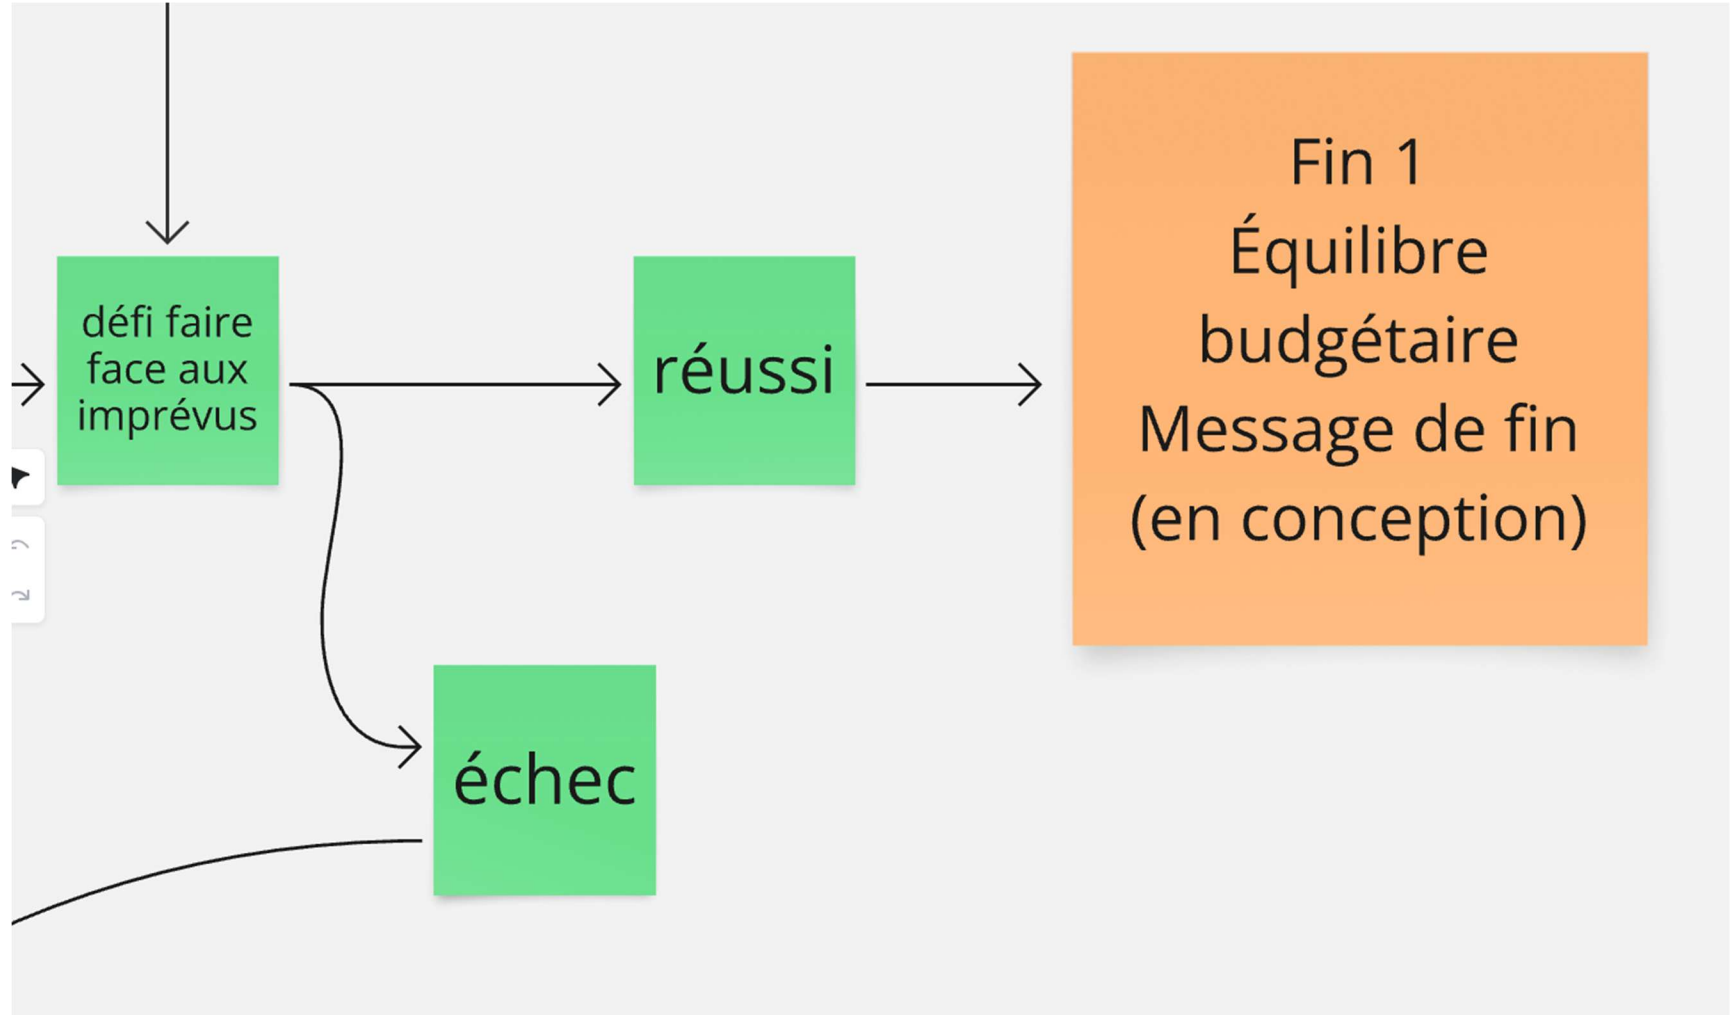 défi faire
face aux
imprévus
réussi
Fin 1
Équilibre
budgétaire
Message de fin
(en conception)
échec